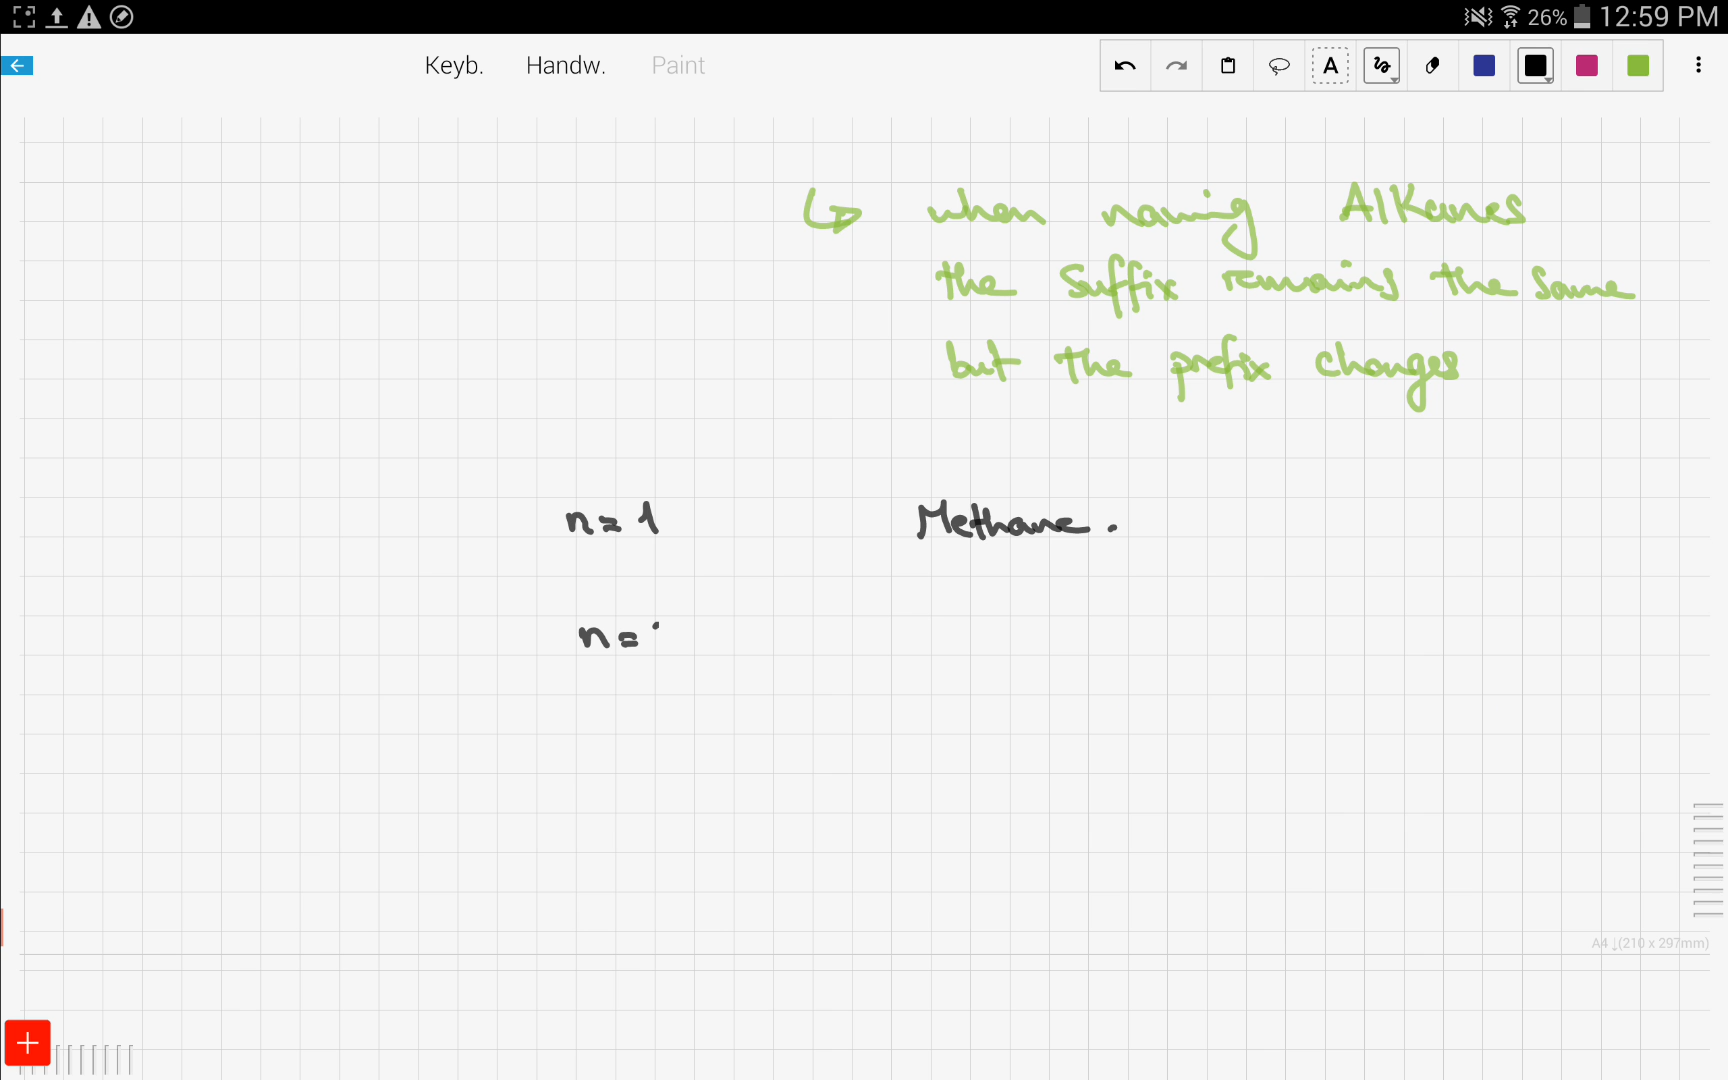 26% 12:59 PM
Keyb. Handw. Paint A
when naming Alkanes
the suffix remains the same
but the prefix changes
n = 1 Methane.
n =
A4 ↓(210 x 297mm)